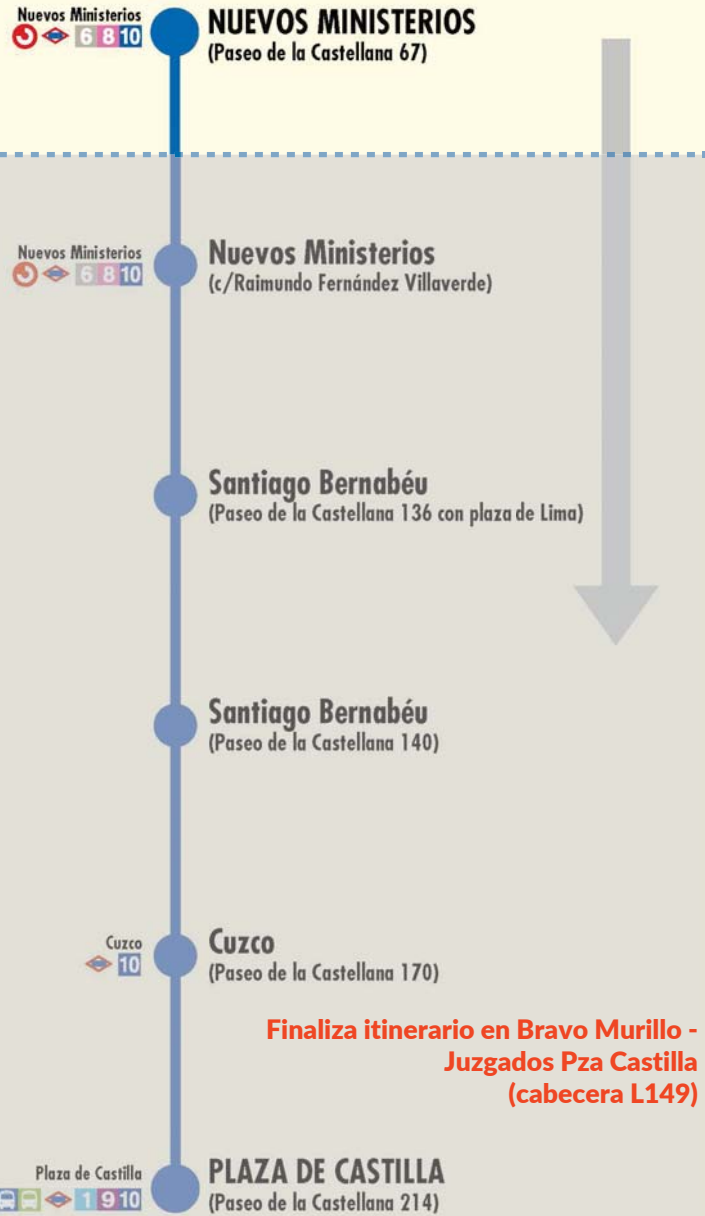 Nuevos Ministerios
6 8 10
NUEVOS MINISTERIOS
(Paseo de la Castellana 67)
Nuevos Ministerios
6 8 10
Nuevos Ministerios
(c/Raimundo Fernández Villaverde)
Santiago Bernabéu
(Paseo de la Castellana 136 con plaza de Lima)
Santiago Bernabéu
(Paseo de la Castellana 140)
Cuzco
10
Cuzco
(Paseo de la Castellana 170)
Finaliza itinerario en Bravo Murillo -
Juzgados Pza Castilla
(cabecera L149)
Plaza de Castilla
1 9 10
PLAZA DE CASTILLA
(Paseo de la Castellana 214)